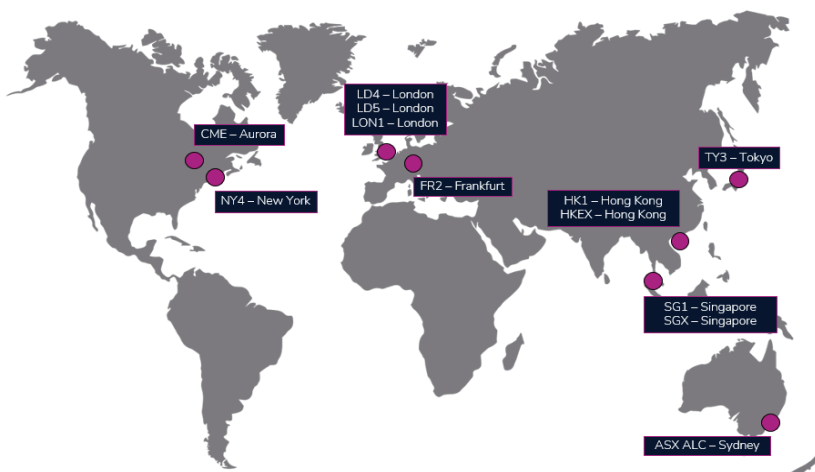 LD4 – London
LD5 – London
LON1 – London
CME – Aurora
TY3 – Tokyo
FR2 – Frankfurt
NY4 – New York
HK1 – Hong Kong
HKEX – Hong Kong
SG1 – Singapore
SGX – Singapore
ASX ALC – Sydney